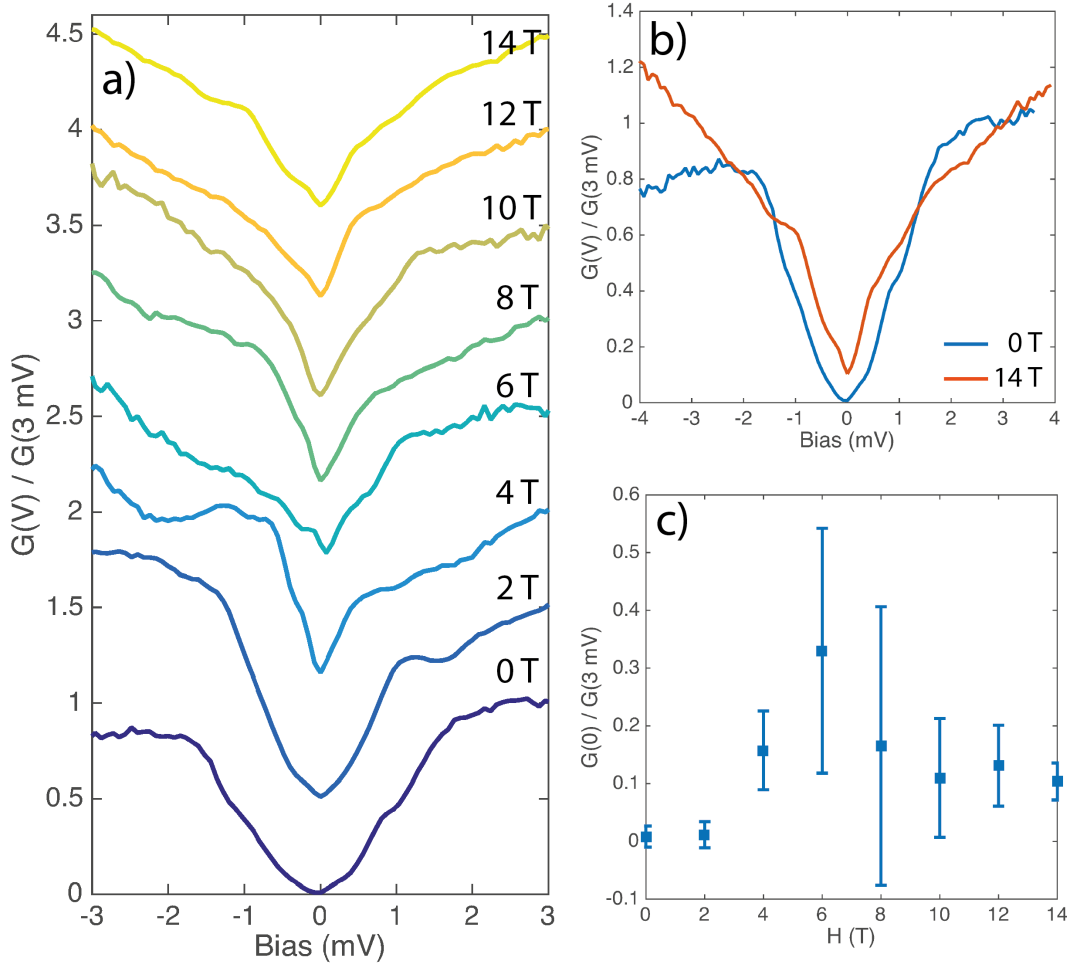 a)
14 T
12 T
10 T
8 T
6 T
4 T
2 T
0 T
G(V) / G(3 mV)
4.5
4
3.5
3
2.5
2
1.5
1
0.5
0
-3 -2 -1 0 1 2 3
Bias (mV)
b)
G(V) / G(3 mV)
1.4
1.2
1
0.8
0.6
0.4
0.2
0
0 T
14 T
-4 -3 -2 -1 0 1 2 3 4
Bias (mV)
c)
G(0) / G(3 mV)
0.6
0.5
0.4
0.3
0.2
0.1
0
-0.1
0 2 4 6 8 10 12 14
H (T)